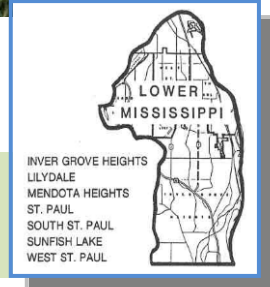 LOWER
MISSISSIPPI
INVER GROVE HEIGHTS
LILYDALE
MENDOTA HEIGHTS
ST. PAUL
SOUTH ST. PAUL
SUNFISH LAKE
WEST ST. PAUL